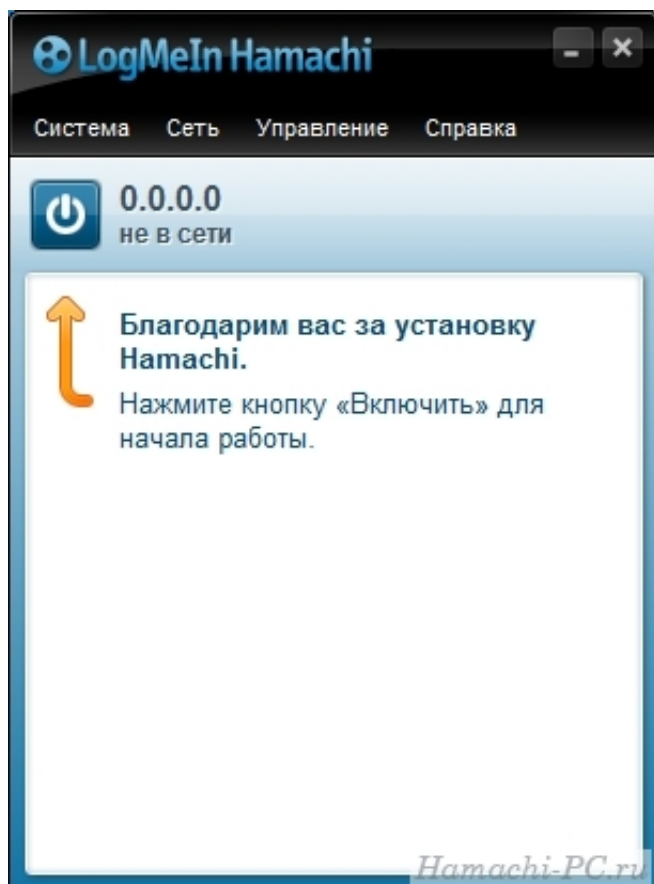 LogMeIn Hamachi
Система Сеть Управление Справка
0.0.0.0
не в сети
Благодарим вас за установку
Hamachi.
Нажмите кнопку «Включить» для
начала работы.
Hamachi-PC.ru